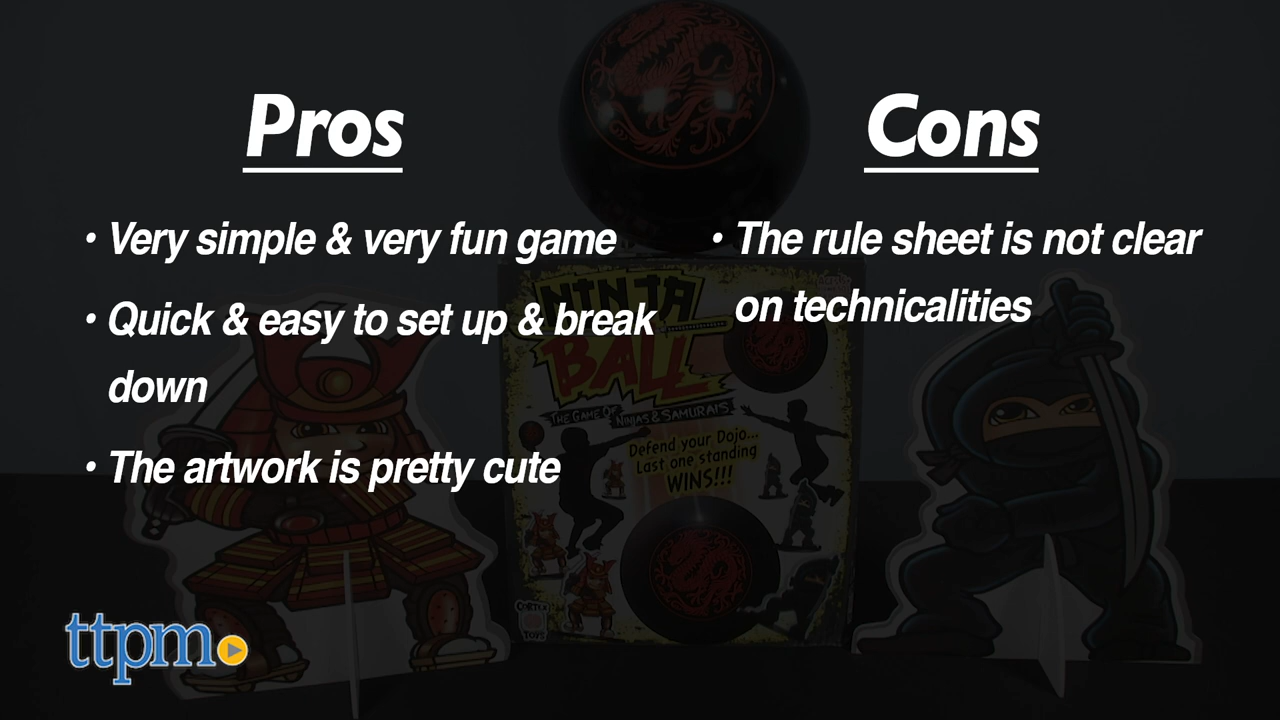 Pros
• Very simple & very fun game
• Quick & easy to set up & break
down
• The artwork is pretty cute
Cons
• The rule sheet is not clear
on technicalities
NINJA
BALL
THE GAME OF NINJAS & SAMURAIS
Defend your Dojo...
Last one standing
WINS!!!
CORTEX
TOYS
ttpm